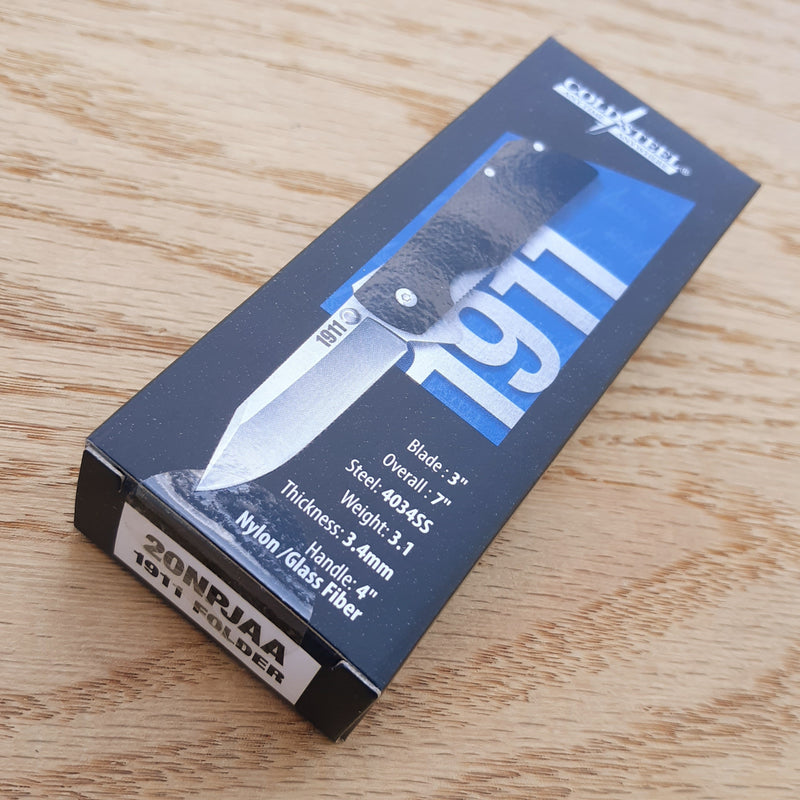 COLD STEEL®
1911
1911
Blade : 3"
Overall : 7"
Steel: 4034SS
Weight: 3.1
Thickness: 3.4mm
Handle: 4"
Nylon /Glass Fiber
20NPJAA
1911 FOLDER